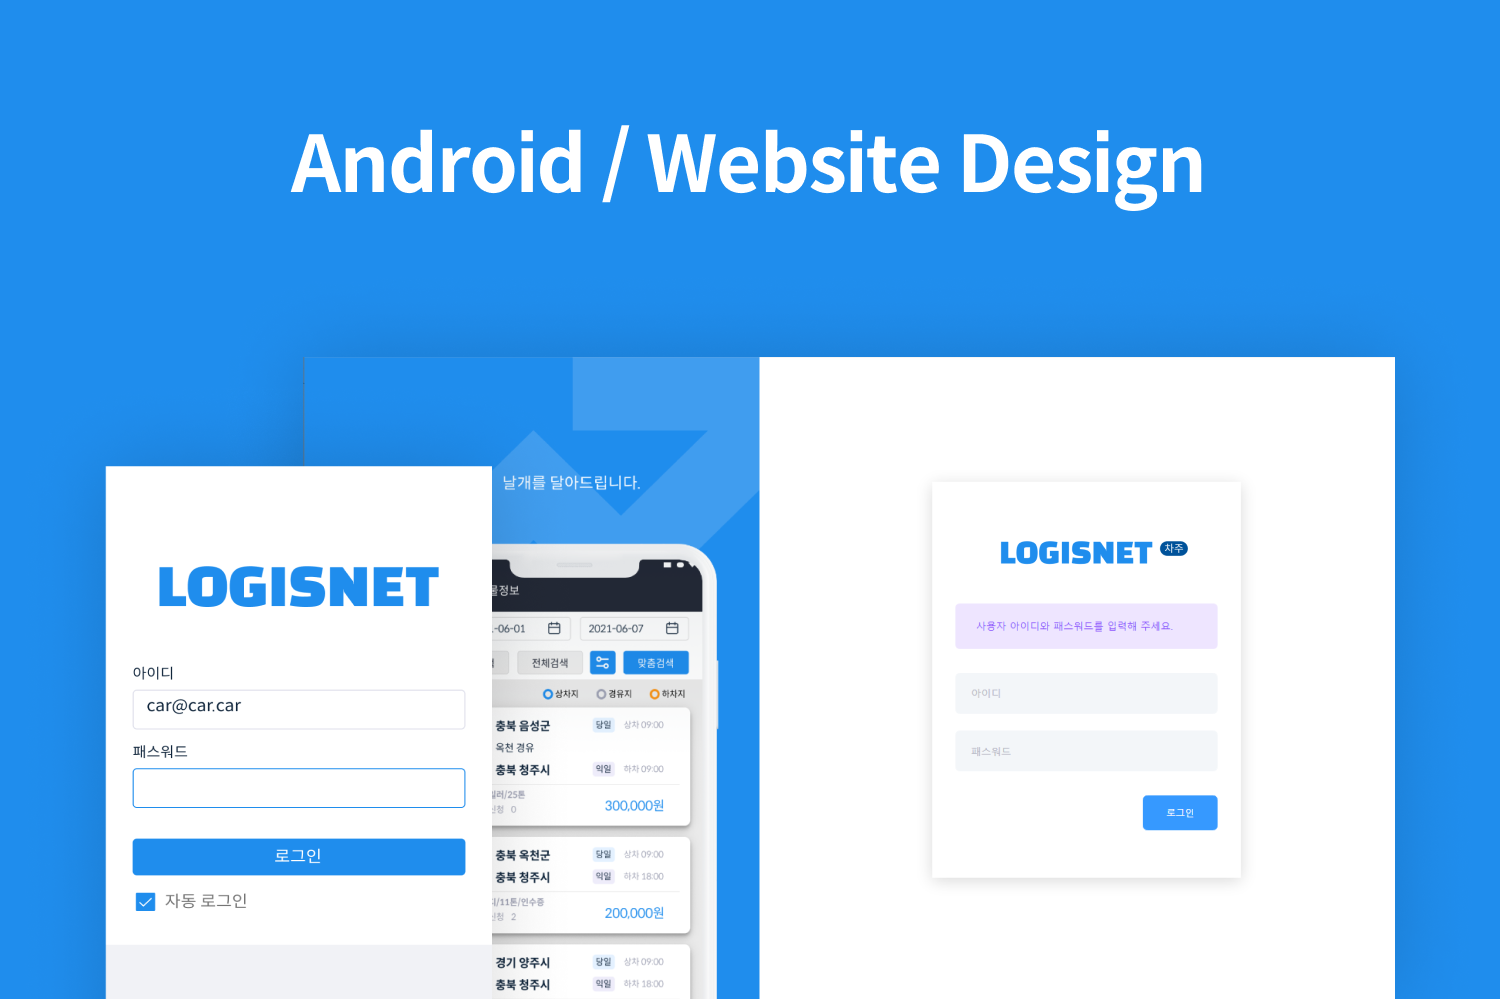 Android / Website Design
날개를 달아드립니다.
LOGISNET
아이디
car@car.car
패스워드
로그인
자동 로그인
물정보
-06-01
2021-06-07
전체검색
맞춤검색
상차지
경유지
하차지
충북 음성군
당일
상차 09:00
옥천 경유
충북 청주시
익일
하차 09:00
/25톤
0
300,000원
충북 옥천군
당일
상차 09:00
충북 청주시
익일
하차 18:00
/11톤/인수증
2
200,000원
경기 양주시
당일
상차 09:00
충북 청주시
익일
하차 18:00
LOGISNET 차주
사용자 아이디와 패스워드를 입력해 주세요.
아이디
패스워드
로그인